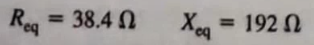 R_eq = 38.4 Ω X_eq = 192 Ω